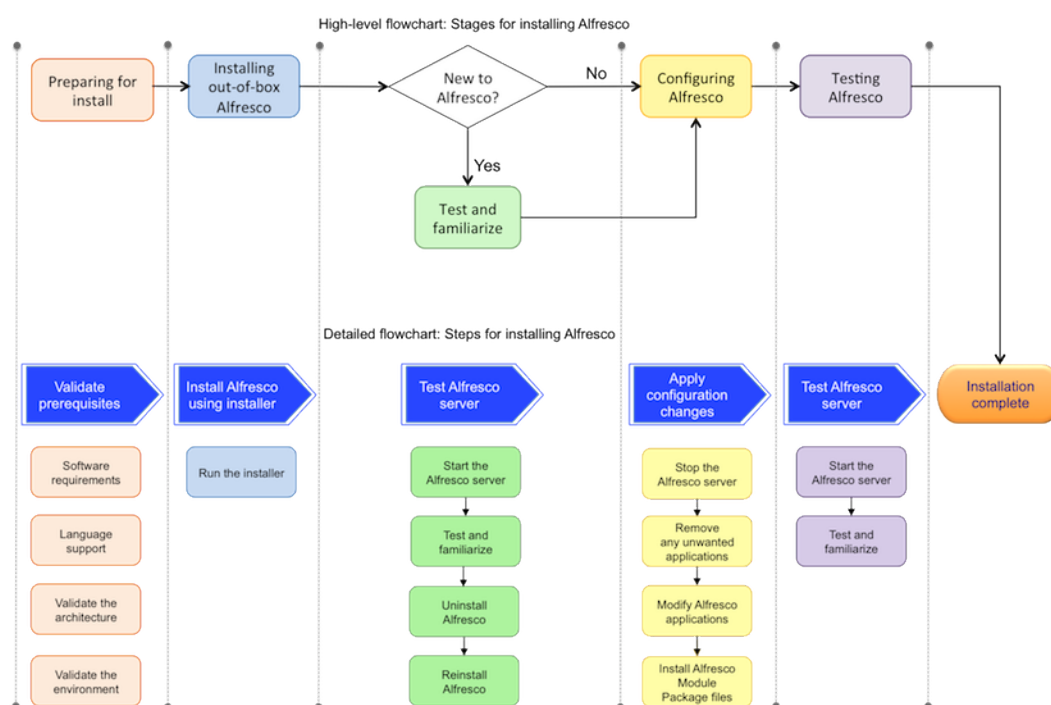 High-level flowchart: Stages for installing Alfresco
Preparing for
install
Installing
out-of-box
Alfresco
New to
Alfresco?
No
Yes
Test and
familiarize
Configuring
Alfresco
Testing
Alfresco
Detailed flowchart: Steps for installing Alfresco
Validate
prerequisites
Install Alfresco
using installer
Test Alfresco
server
Apply
configuration
changes
Test Alfresco
server
Installation
complete
Software
requirements
Language
support
Validate the
architecture
Validate the
environment
Run the installer
Start the
Alfresco server
Test and
familiarize
Uninstall
Alfresco
Reinstall
Alfresco
Stop the
Alfresco server
Remove
any unwanted
applications
Modify Alfresco
applications
Install Alfresco
Module
Package files
Start the
Alfresco server
Test and
familiarize